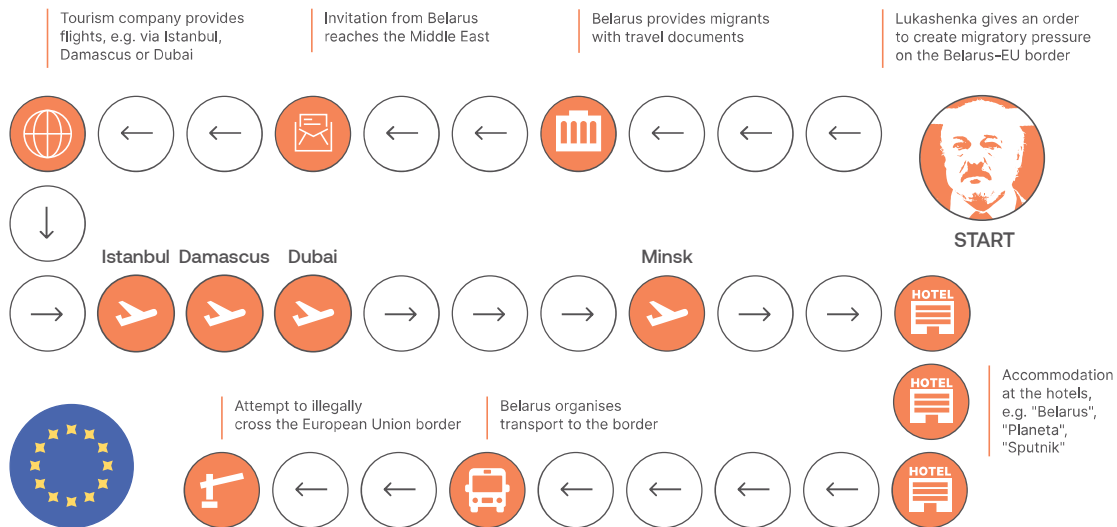 Tourism company provides
flights, e.g. via Istanbul,
Damascus or Dubai
Invitation from Belarus
reaches the Middle East
Belarus provides migrants
with travel documents
Lukashenka gives an order
to create migratory pressure
on the Belarus–EU border
START
Istanbul
Damascus
Dubai
Minsk
HOTEL
HOTEL
Accommodation
at the hotels,
e.g. "Belarus",
"Planeta",
"Sputnik"
Attempt to illegally
cross the European Union border
Belarus organises
transport to the border
HOTEL